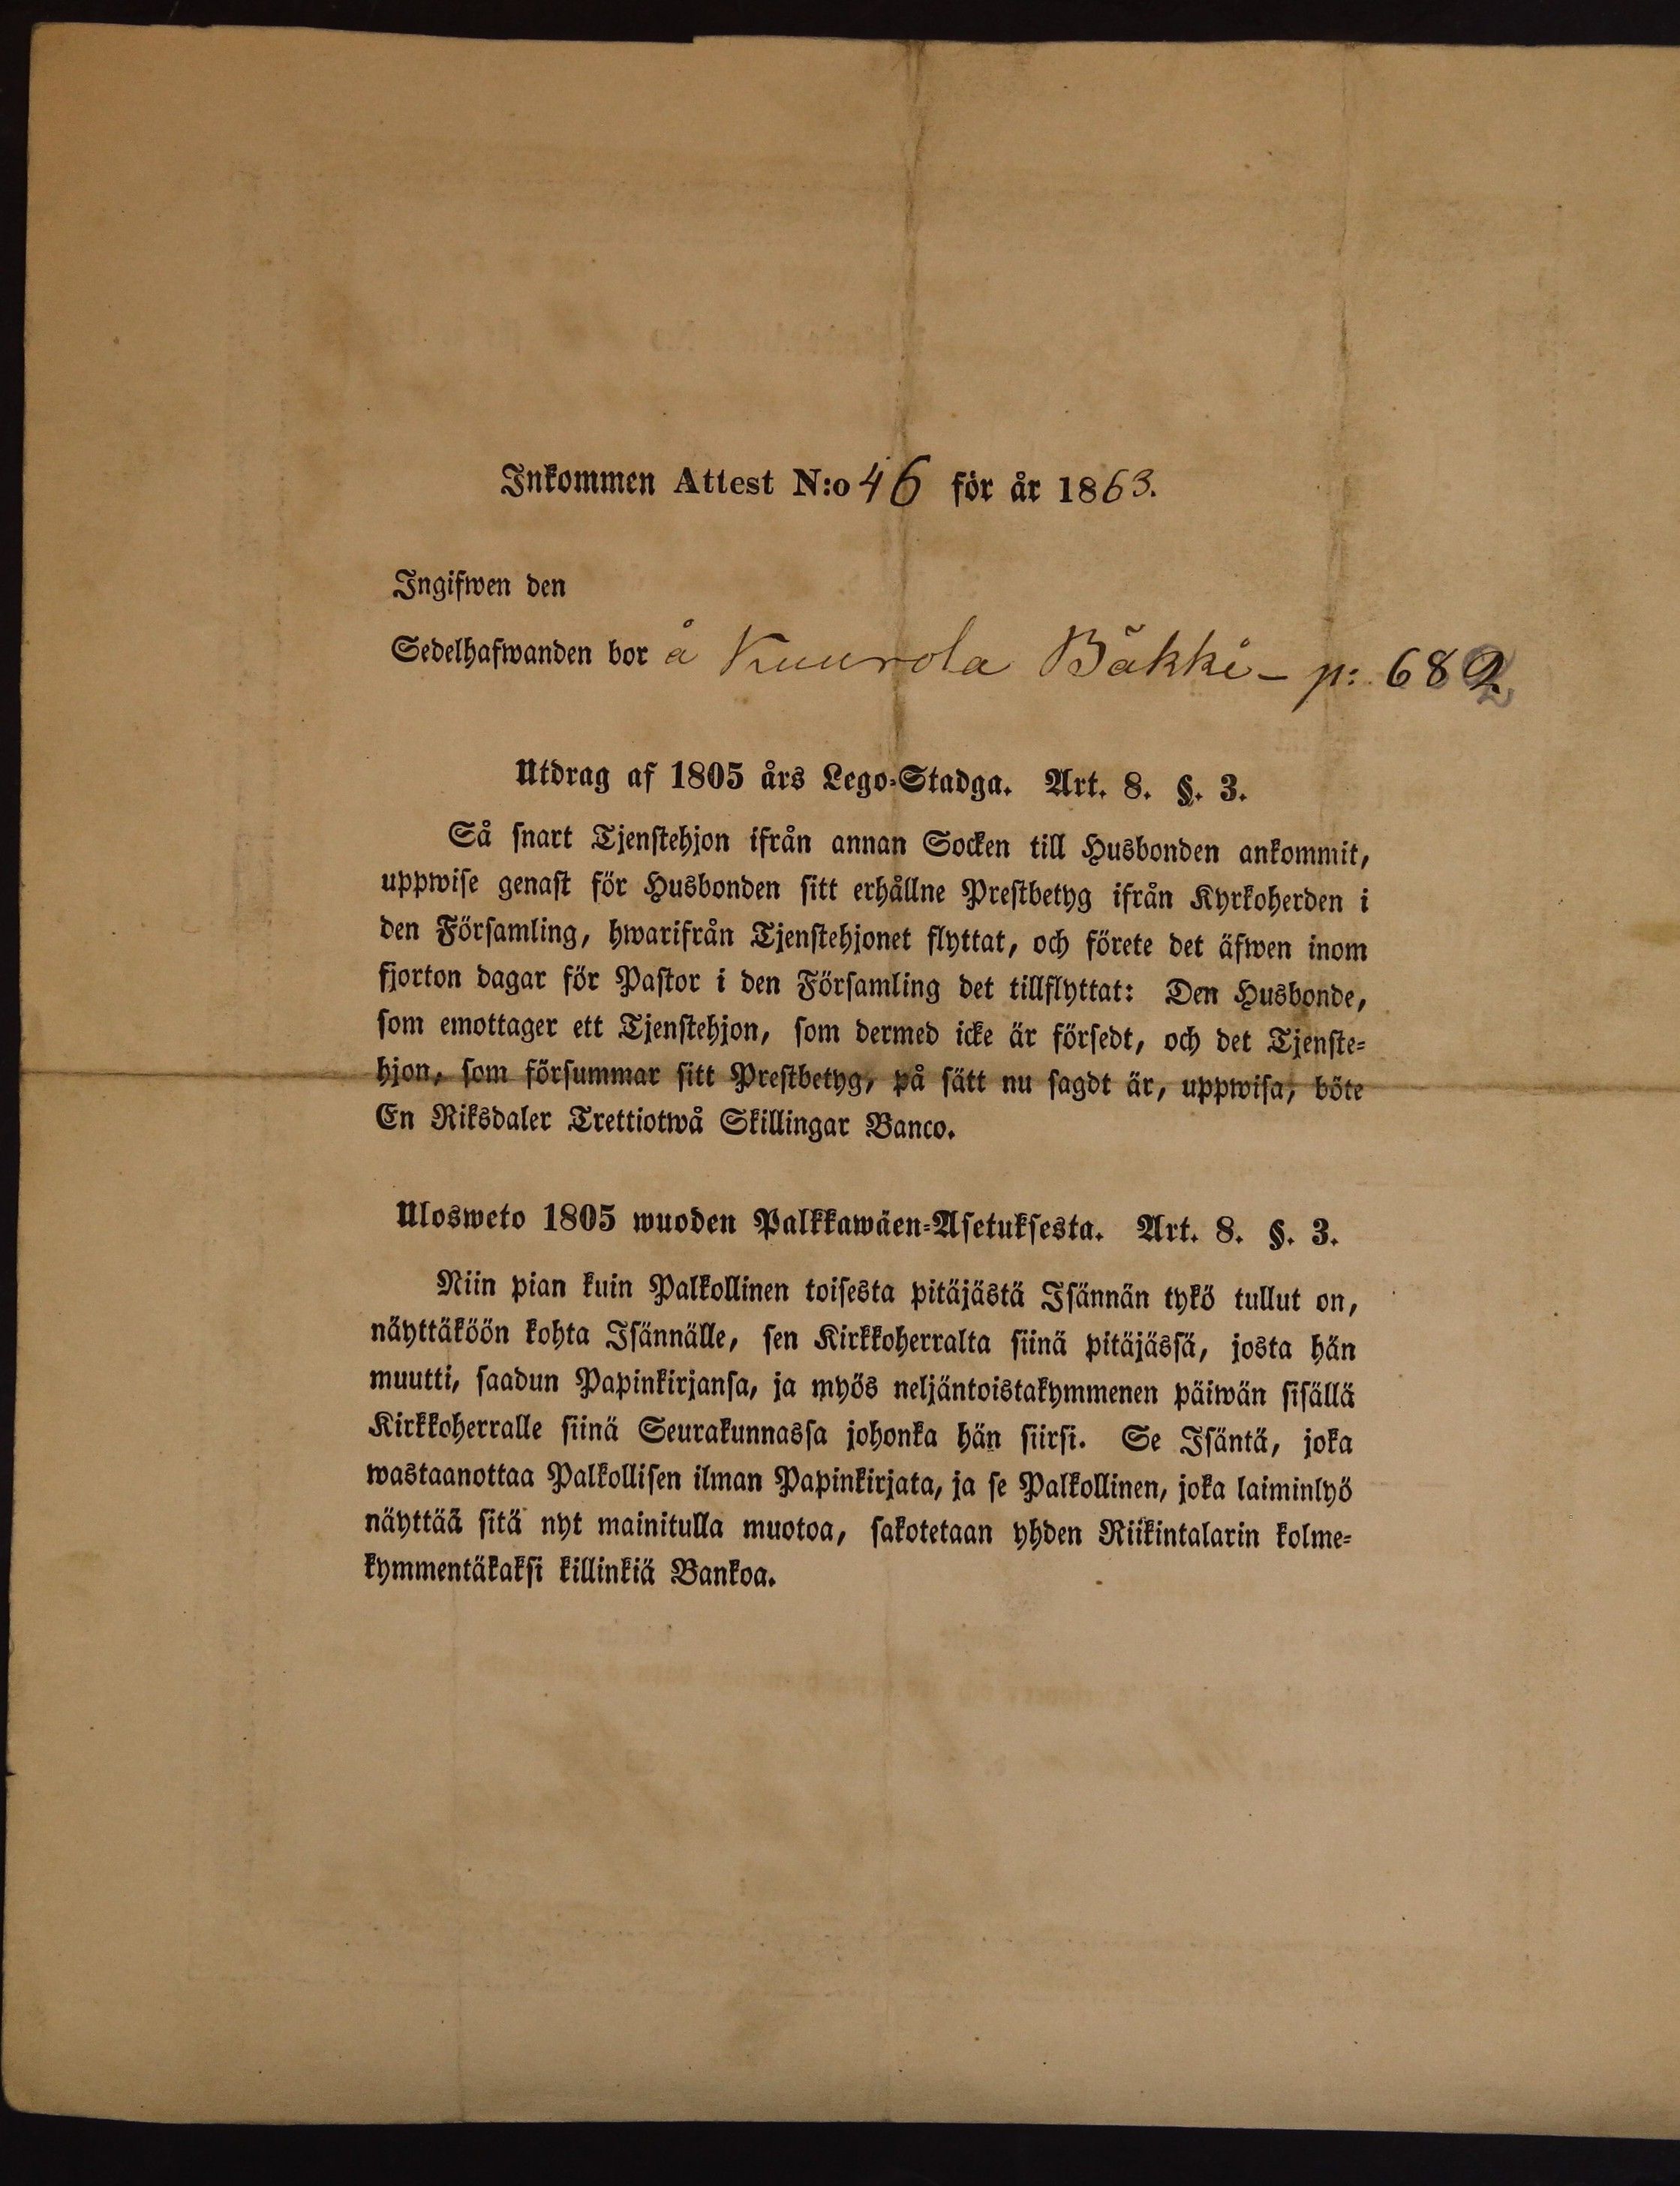 Inkommen Attest N:o 46 för år 1863.
Ingifwen den
Sedelhafwanden bor å Kuurola Bäkki - p: 682
Utdrag af 1805 års Lego-Stadga. Art. 8. §. 3.
Så snart Tjenstehjon ifrån annan Socken till Husbonden ankommit,
uppwise genast för Husbonden sitt erhållne Prestbetyg ifrån Kyrkoherden i
den Församling, hwarifrån Tjenstehjonet flyttat, och förete det äfwen inom
fjorton dagar för Pastor i den Församling det tillflyttat: Den Husbonde,
som emottager ett Tjenstehjon, som dermed icke är försedt, och det Tjenste-
hjon, som försummar sitt Prestbetyg, på sätt nu sagdt är, uppwisa, böte
En Riksdaler Trettiotwå Skillingar Banco.
Ulosweto 1805 wuoden Palkkawäen-Asetuksesta. Art. 8. §. 3.
Niin pian kuin Palkollinen toisesta pitäjästä Isännän tykö tullut on,
näyttäköön kohta Isännälle, sen Kirkkoherralta siinä pitäjässä, josta hän
muutti, saadun Papinkirjansa, ja myös neljäntoistakymmenen päiwän sisällä
Kirkkoherralle siinä Seurakunnassa johonka hän siirsi. Se Isäntä, joka
wastaanottaa Palkollisen ilman Papinkirjata, ja se Palkollinen, joka laiminlyö
näyttää sitä nyt mainitulla muotoa, sakotetaan yhden Riikintalarin kolme-
kymmentäkaksi killinkiä Bankoa.